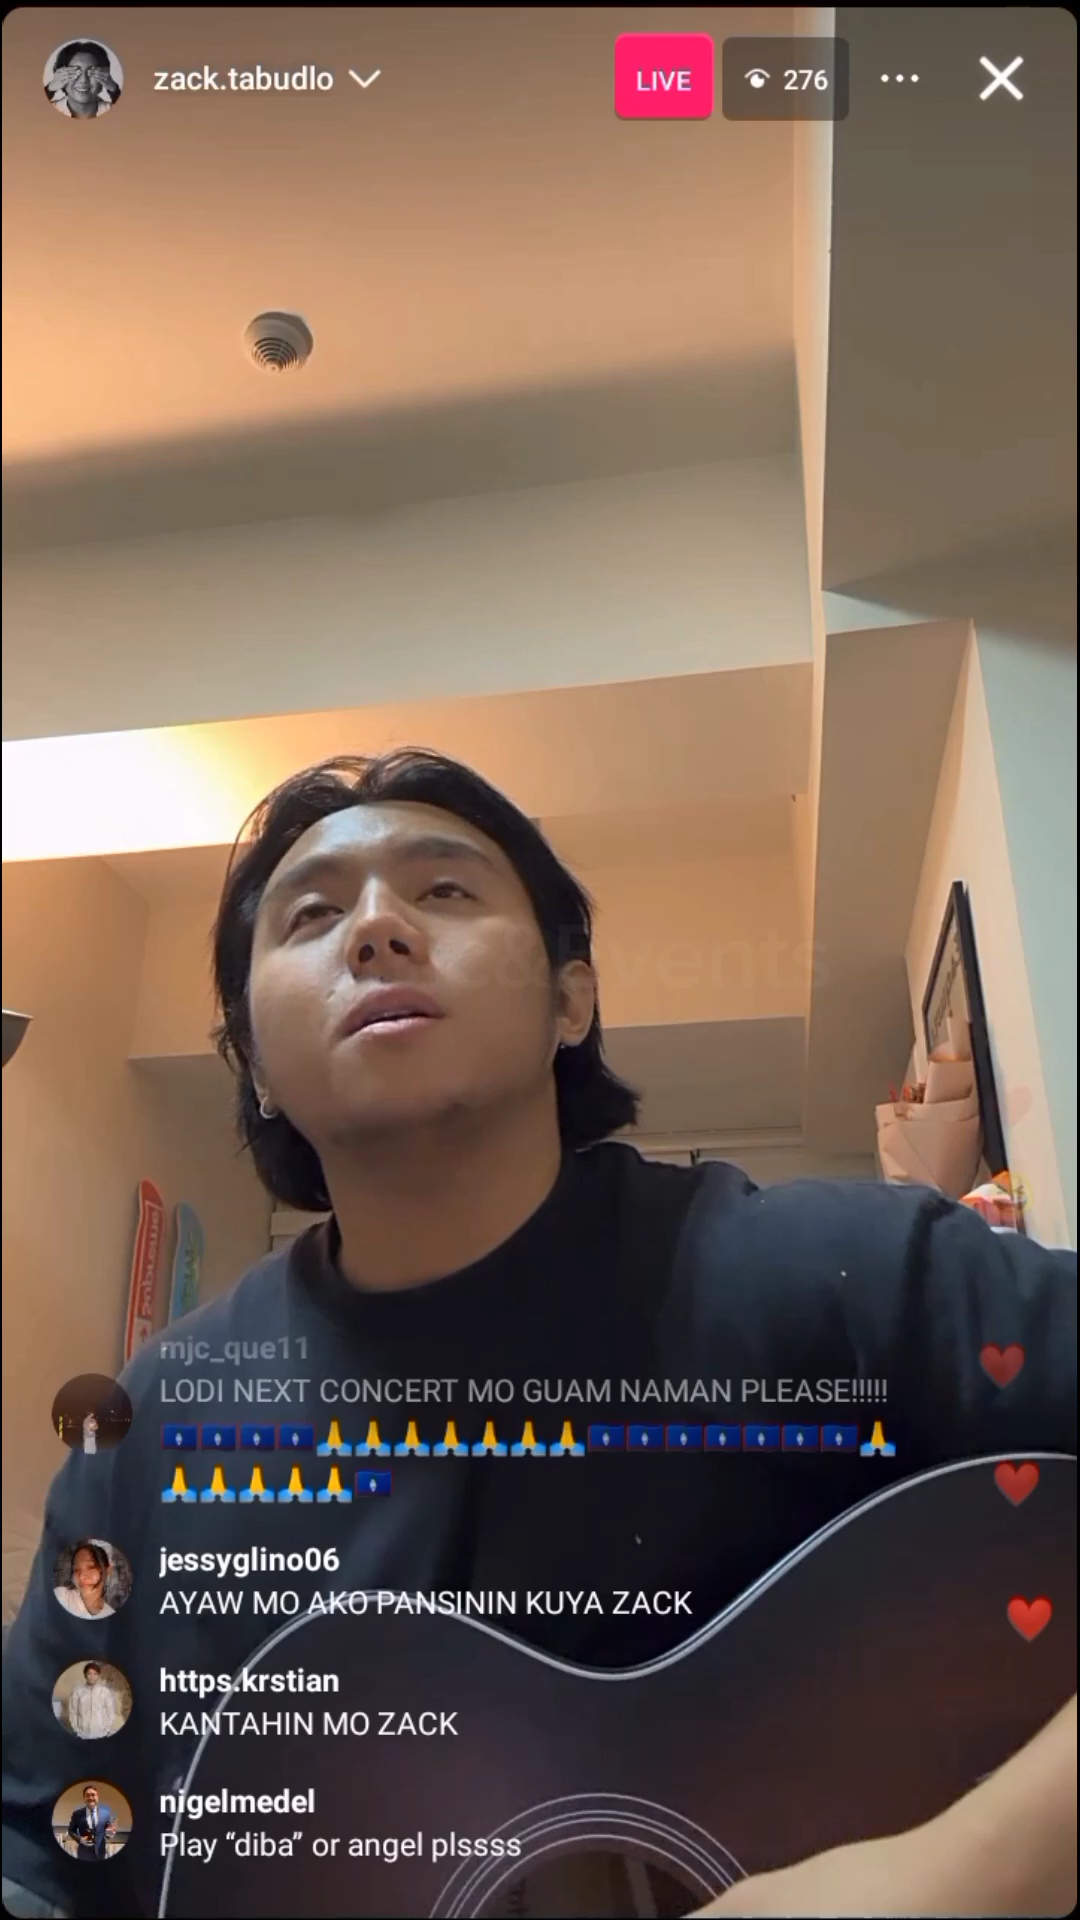 zack.tabudlo
LIVE
276
&Events
mjc_que11
LODI NEXT CONCERT MO GUAM NAMAN PLEASE!!!!!
🇬🇺🇬🇺🇬🇺🇬🇺🙏🙏🙏🙏🙏🙏🙏🇬🇺🇬🇺🇬🇺🇬🇺🇬🇺🇬🇺🇬🇺🙏
🙏🙏🙏🙏🙏🇬🇺
jessyglino06
AYAW MO AKO PANSININ KUYA ZACK
https.krstian
KANTAHIN MO ZACK
nigelmedel
Play “diba” or angel plssss